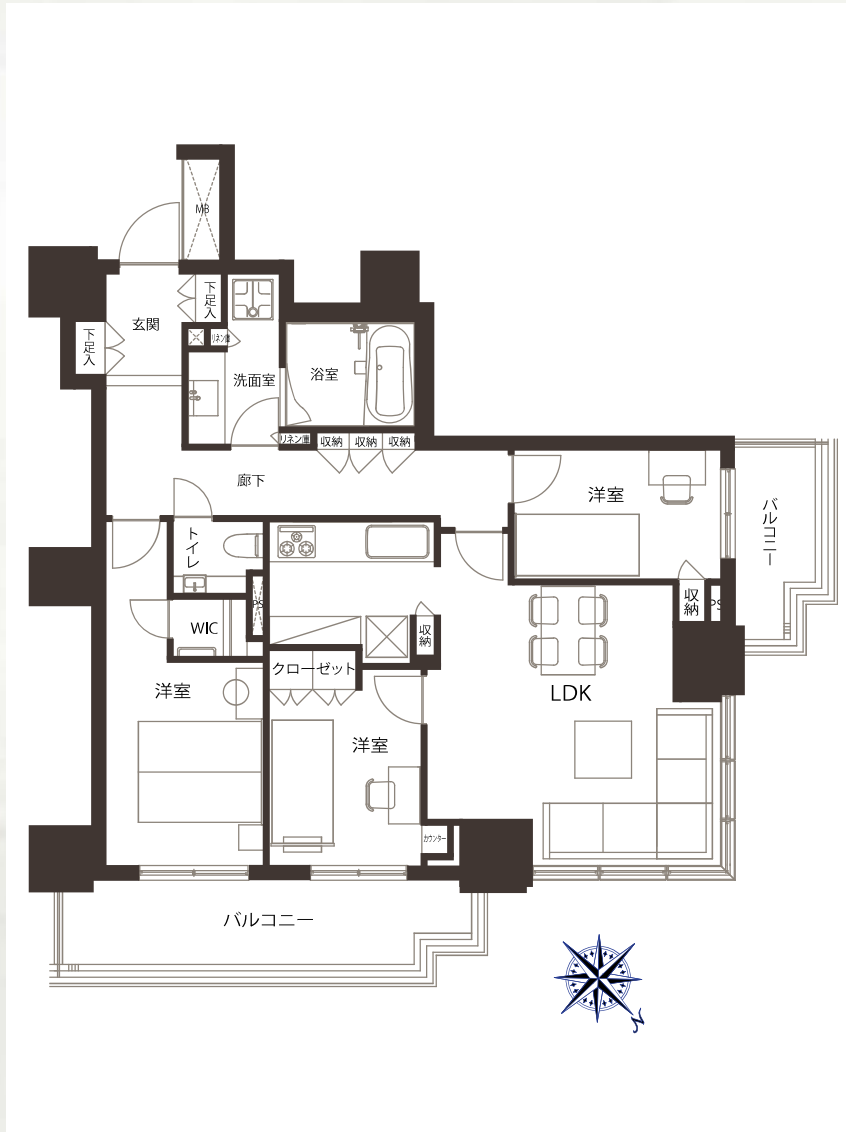 MB
下足入
玄関
下足入
リネン庫
洗面室
浴室
リネン庫
収納
収納
収納
廊下
洋室
バルコニー
トイレ
PS
WIC
収納
収納
PS
クローゼット
洋室
LDK
洋室
カウンター
バルコニー
N